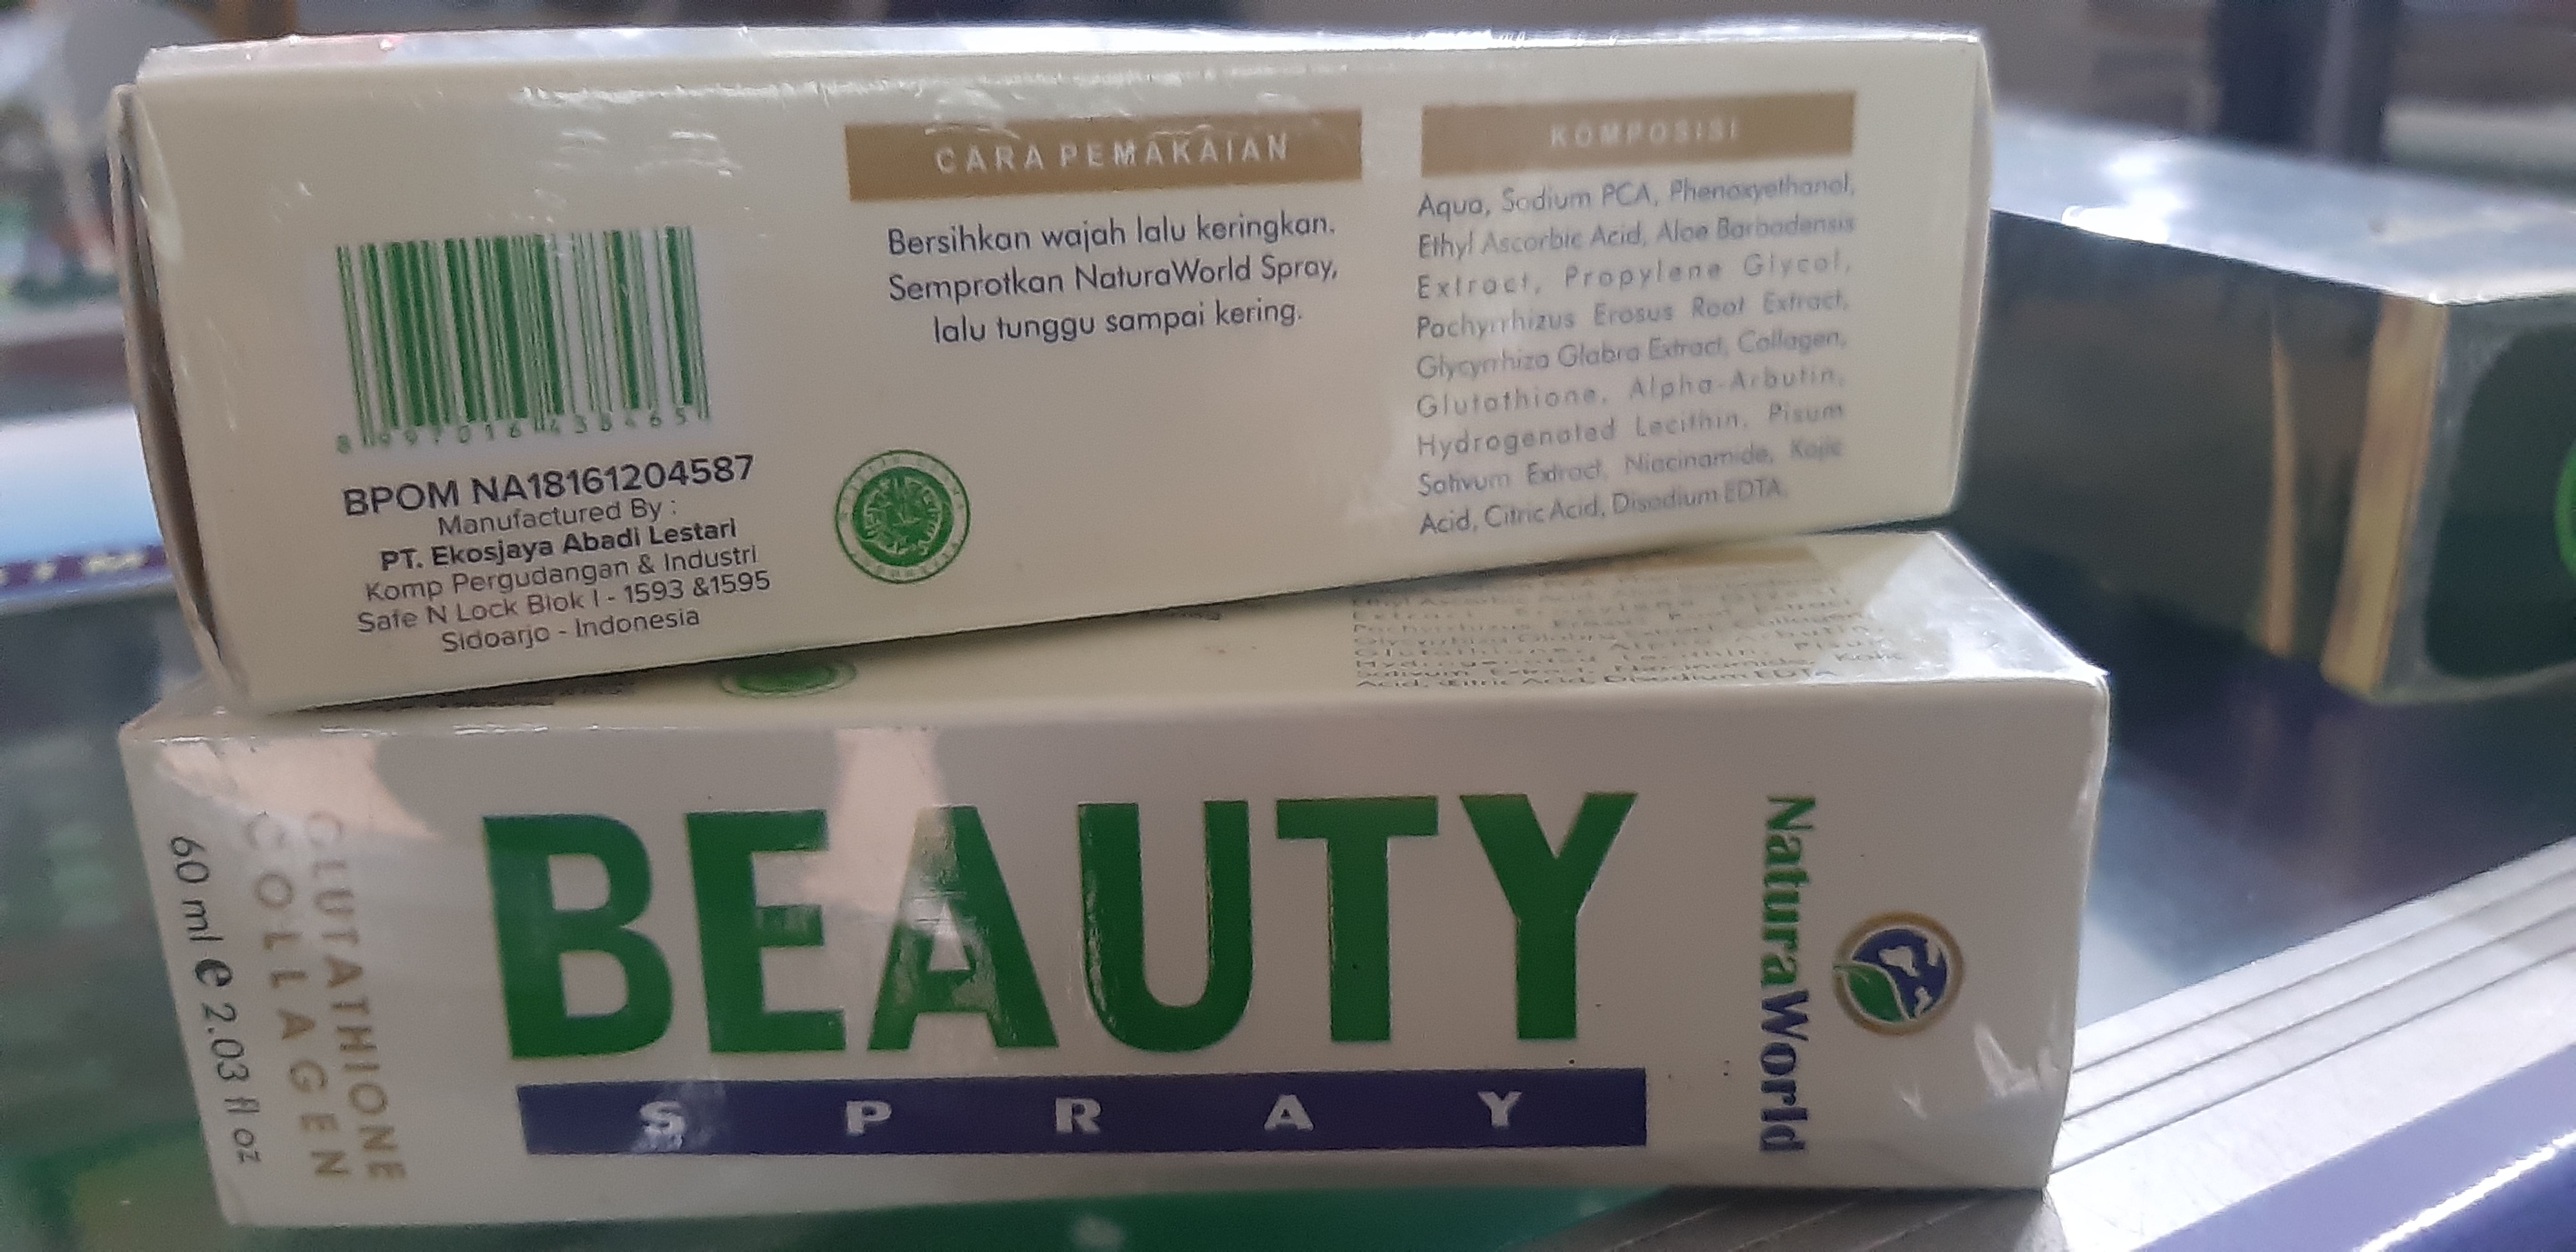 CARA PEMAKAIAN
Bersihkan wajah lalu keringkan.
Semprotkan NaturaWorld Spray,
lalu tunggu sampai kering.
KOMPOSISI
Aqua, Sodium PCA, Phenoxyethanol,
Ethyl Ascorbic Acid, Aloe Barbadensis
Extract, Propylene Glycol,
Pachyrrhizus Erosus Root Extract,
Glycyrrhiza Glabra Extract, Collagen,
Glutathione, Alpha-Arbutin,
Hydrogenated Lecithin, Pisum
Sativum Extract, Niacinamide, Kojic
Acid, Citric Acid, Disodium EDTA.
BPOM NA18161204587
Manufactured By :
PT. Ekosjaya Abadi Lestari
Komp Pergudangan & Industri
Safe N Lock Blok I - 1593 &1595
Sidoarjo - Indonesia
BEAUTY
SPRAY
NaturaWorld
GLUTATHIONE
COLLAGEN
60 ml e 2.03 fl oz